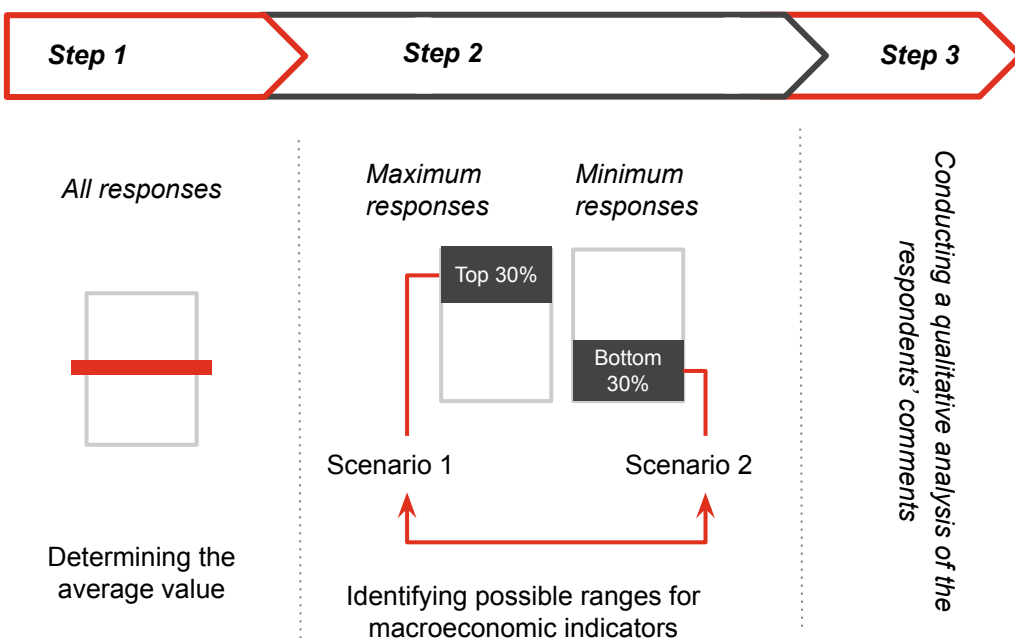 Step 1
Step 2
Step 3
All responses
Determining the
average value
Maximum
responses
Minimum
responses
Top 30%
Bottom
30%
Scenario 1
Scenario 2
Identifying possible ranges for
macroeconomic indicators
Conducting a qualitative analysis of the
respondents’ comments